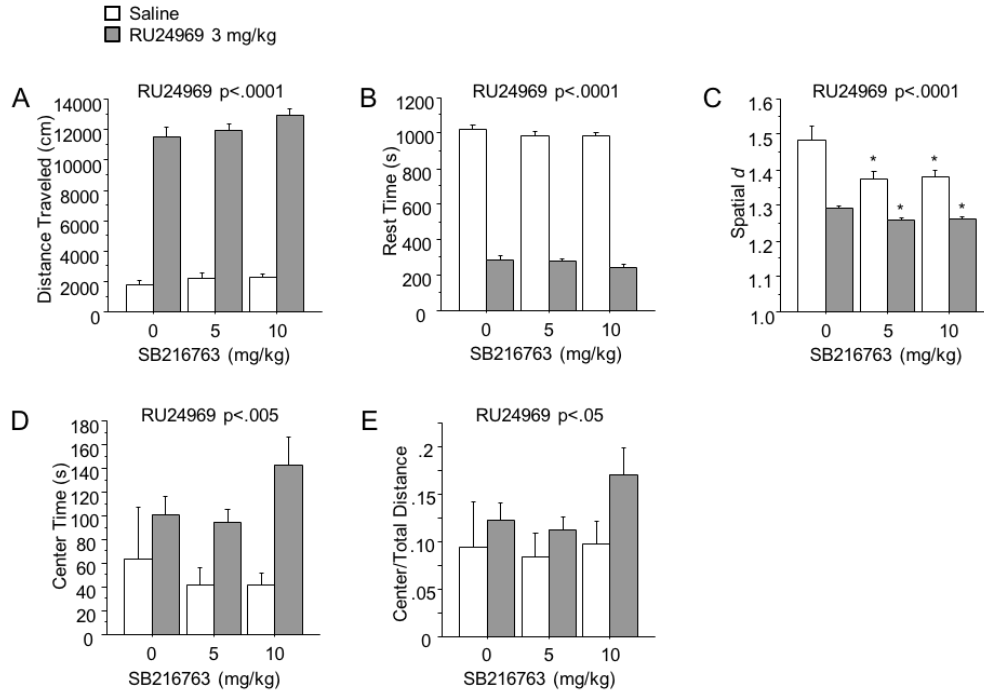 Saline
RU24969 3 mg/kg
A
RU24969 p<.0001
Distance Traveled (cm)
14000
12000
10000
8000
6000
4000
2000
0
0 5 10
SB216763 (mg/kg)
B
RU24969 p<.0001
Rest Time (s)
1200
1000
800
600
400
200
0
0 5 10
SB216763 (mg/kg)
C
RU24969 p<.0001
Spatial d
1.6
1.5
1.4
1.3
1.2
1.1
1.0
* *
* *
0 5 10
SB216763 (mg/kg)
D
RU24969 p<.005
Center Time (s)
180
160
140
120
100
80
60
40
20
0
0 5 10
SB216763 (mg/kg)
E
RU24969 p<.05
Center/Total Distance
.2
.15
.10
.05
0
0 5 10
SB216763 (mg/kg)